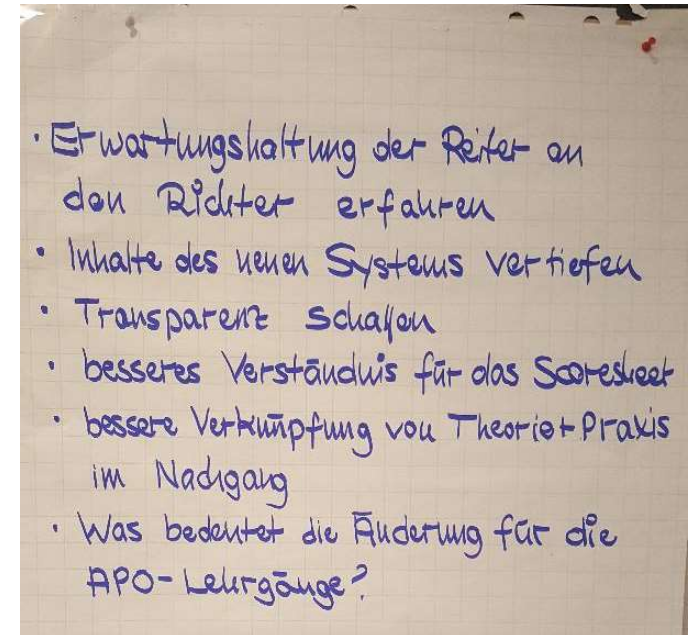 · Erwartungshaltung der Reiter an
den Richter erfahren
· Inhalte des neuen Systems vertiefen
· Transparenz schaffen
· besseres Verständnis für das Scoresheet
· bessere Verknüpfung von Theorie + Praxis
im Nachgang
· Was bedeutet die Änderung für die
APO-Lehrgänge?